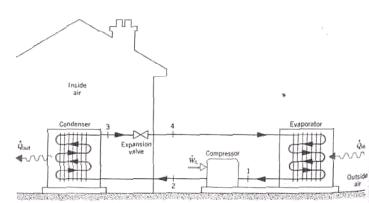 Inside
air
Condenser
3
4
Evaporator
Q̇out
Expansion
valve
Compressor
Ẇc
Q̇in
2
1
Outside
air